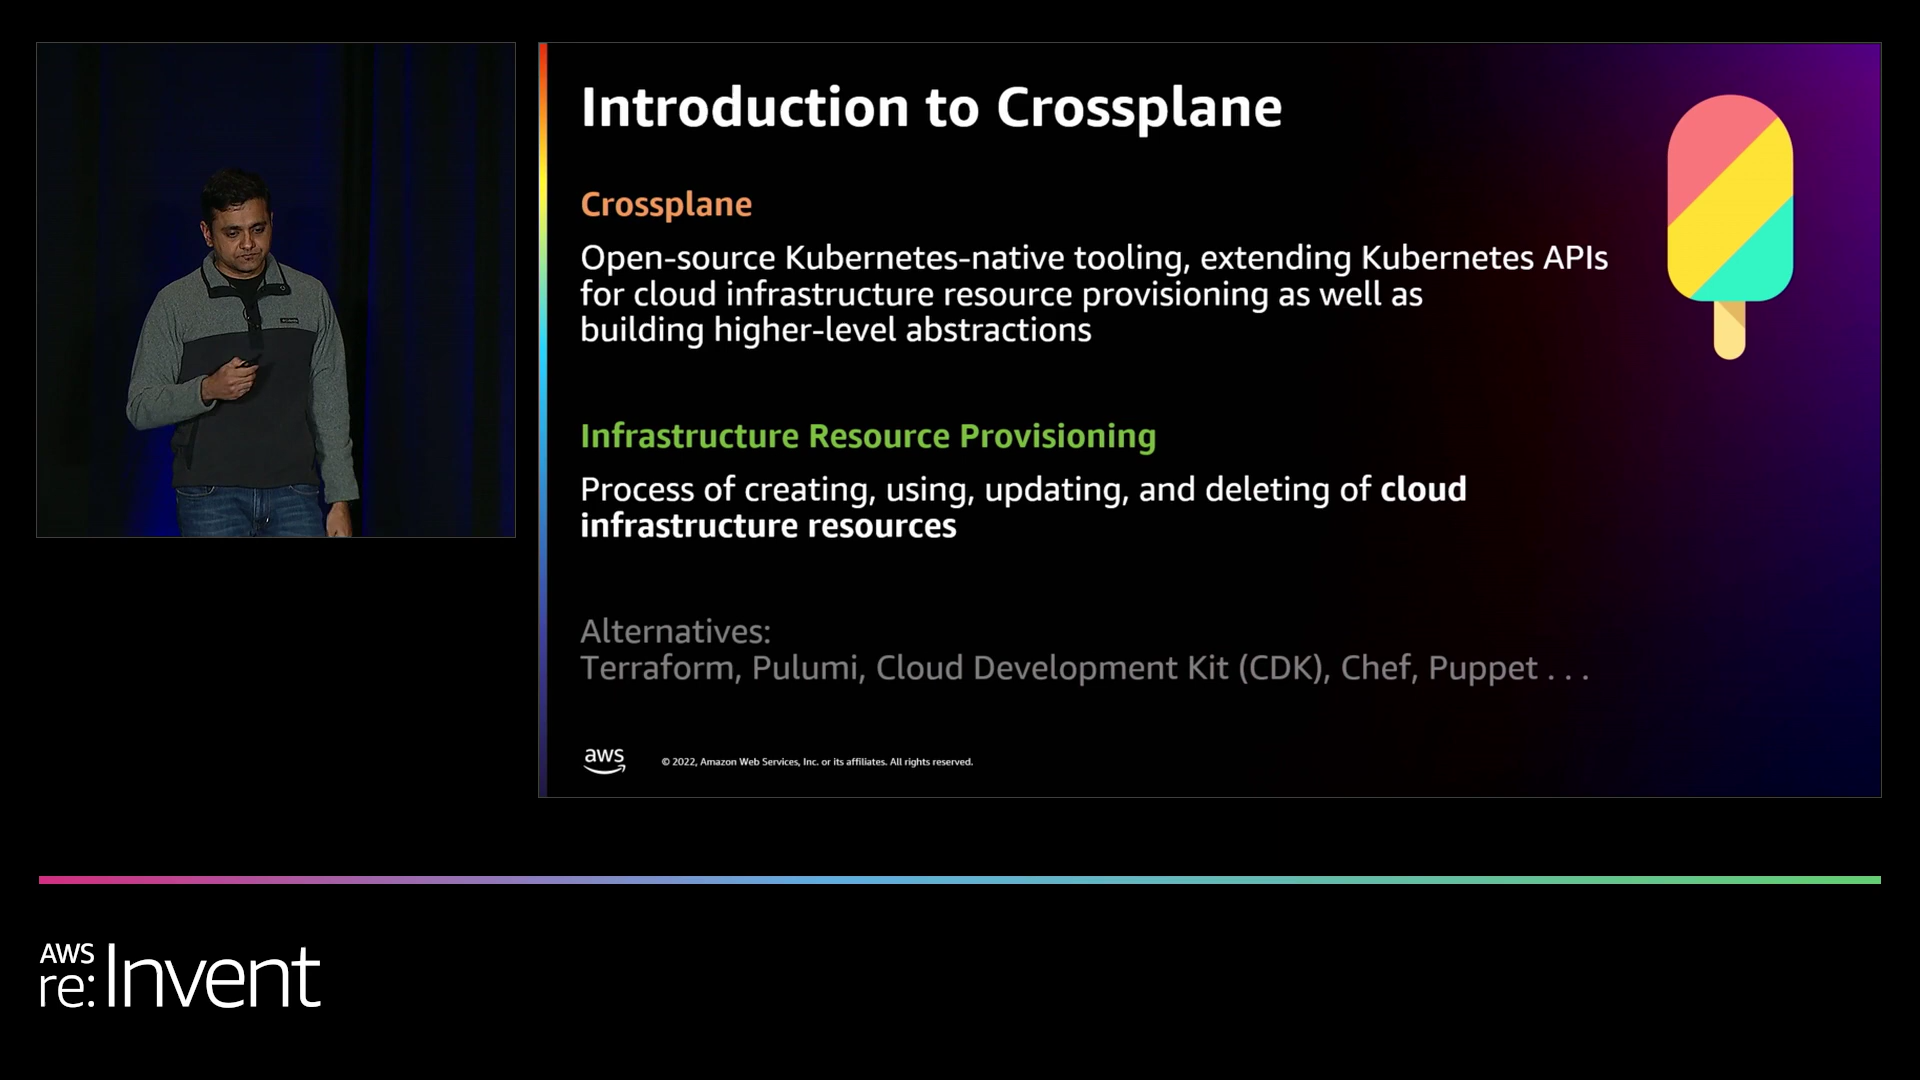 Introduction to Crossplane
Crossplane
Open-source Kubernetes-native tooling, extending Kubernetes APIs
for cloud infrastructure resource provisioning as well as
building higher-level abstractions
Infrastructure Resource Provisioning
Process of creating, using, updating, and deleting of cloud
infrastructure resources
Alternatives:
Terraform, Pulumi, Cloud Development Kit (CDK), Chef, Puppet . . .
aws
© 2022, Amazon Web Services, Inc. or its affiliates. All rights reserved.
AWS
re:Invent